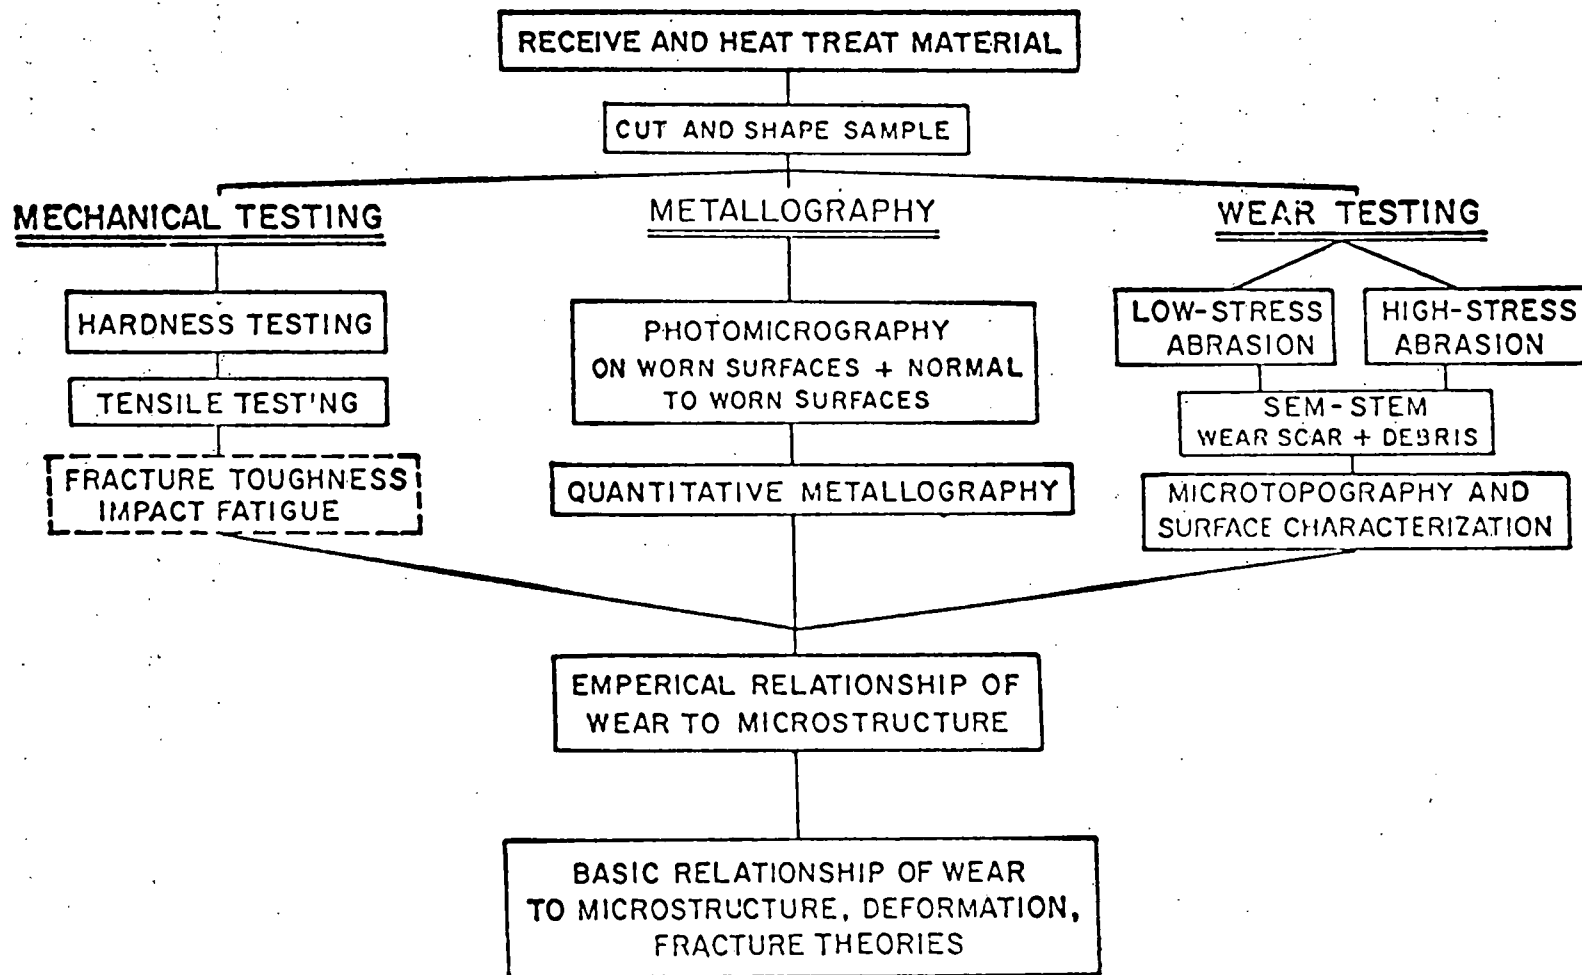 RECEIVE AND HEAT TREAT MATERIAL
CUT AND SHAPE SAMPLE
MECHANICAL TESTING
HARDNESS TESTING
TENSILE TEST'NG
FRACTURE TOUGHNESS
IMPACT FATIGUE
METALLOGRAPHY
PHOTOMICROGRAPHY
ON WORN SURFACES + NORMAL
TO WORN SURFACES
QUANTITATIVE METALLOGRAPHY
WEAR TESTING
LOW-STRESS
ABRASION
HIGH-STRESS
ABRASION
SEM-STEM
WEAR SCAR + DEBRIS
MICROTOPOGRAPHY AND
SURFACE CHARACTERIZATION
EMPERICAL RELATIONSHIP OF
WEAR TO MICROSTRUCTURE
BASIC RELATIONSHIP OF WEAR
TO MICROSTRUCTURE, DEFORMATION,
FRACTURE THEORIES